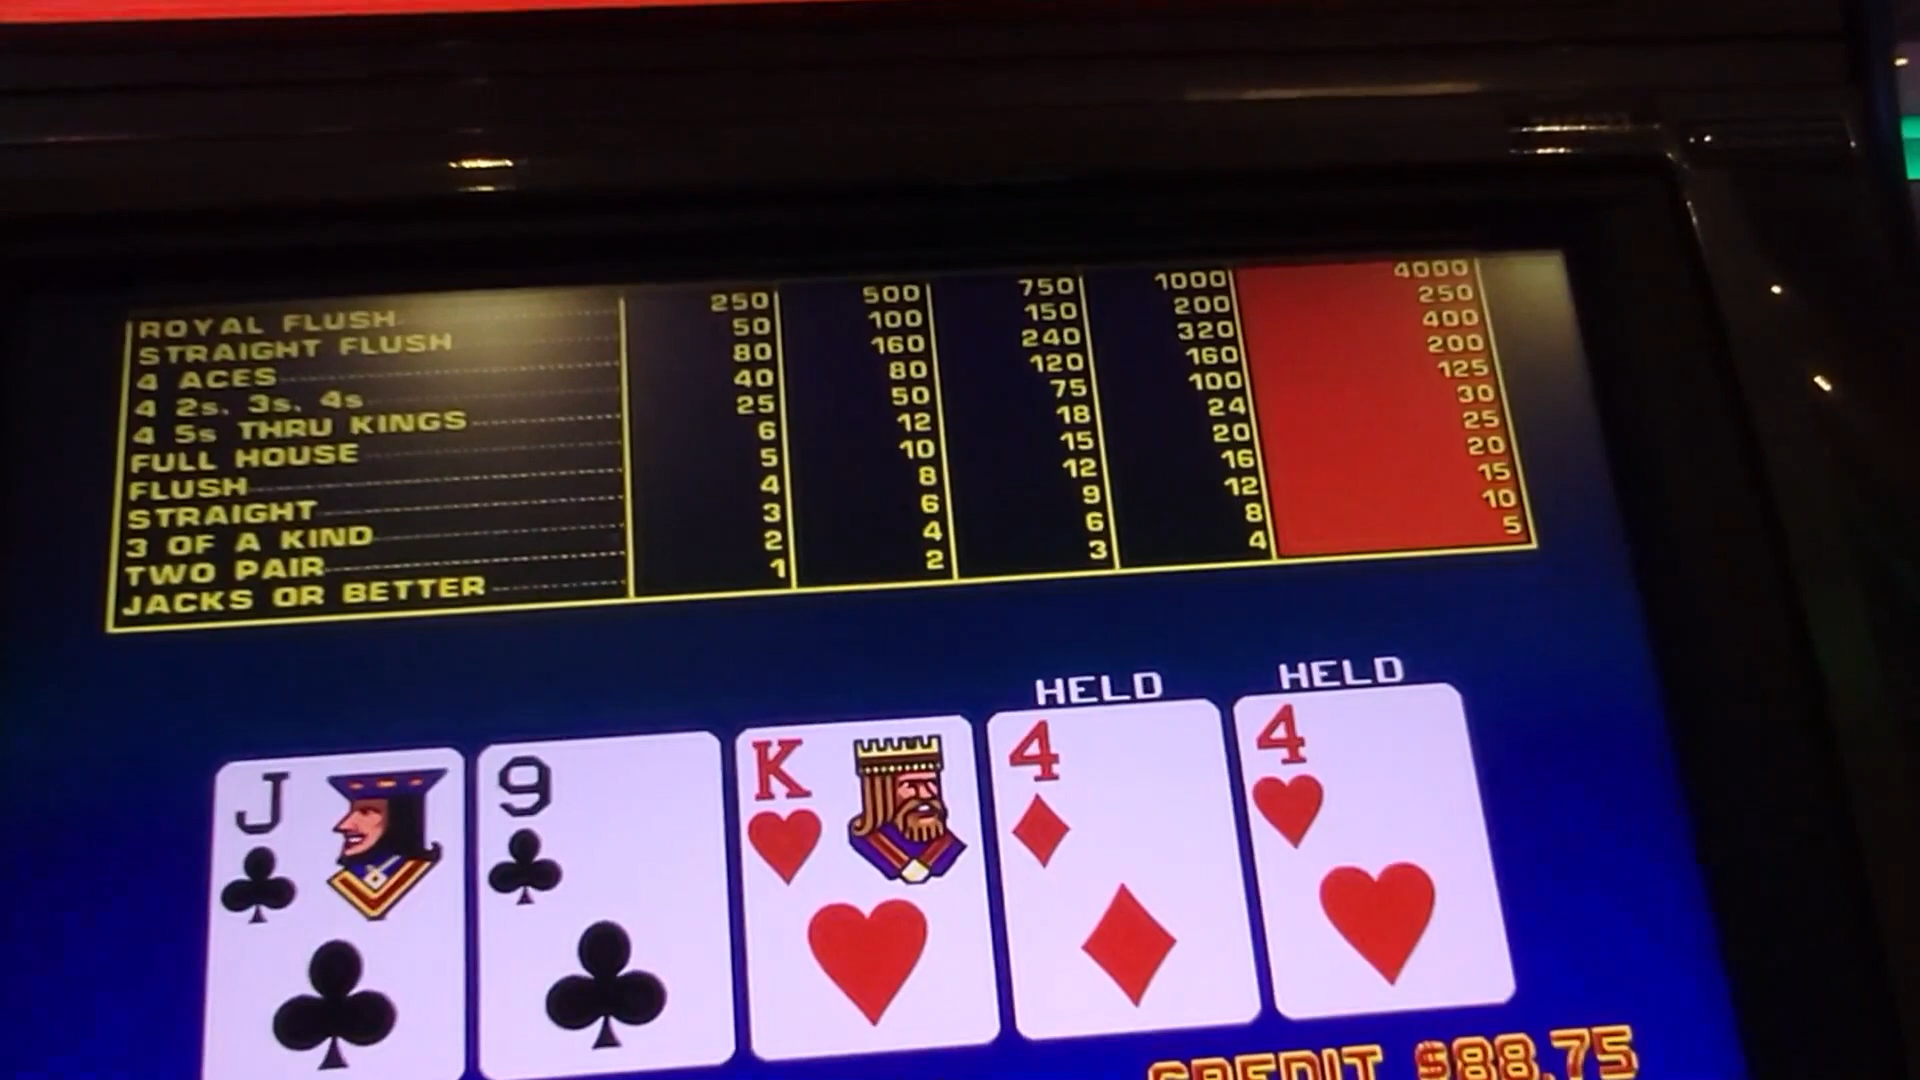 ROYAL FLUSH 250 500 750 1000 4000
STRAIGHT FLUSH 50 100 150 200 250
4 ACES 80 160 240 320 400
4 2s, 3s, 4s 40 80 120 160 200
4 5s THRU KINGS 25 50 75 100 125
FULL HOUSE 6 12 18 24 30
FLUSH 5 10 15 20 25
STRAIGHT 4 8 12 16 20
3 OF A KIND 3 6 9 12 15
TWO PAIR 2 4 6 8 10
JACKS OR BETTER 1 2 3 4 5
HELD HELD
J 9 K 4 4
CREDIT $88.75